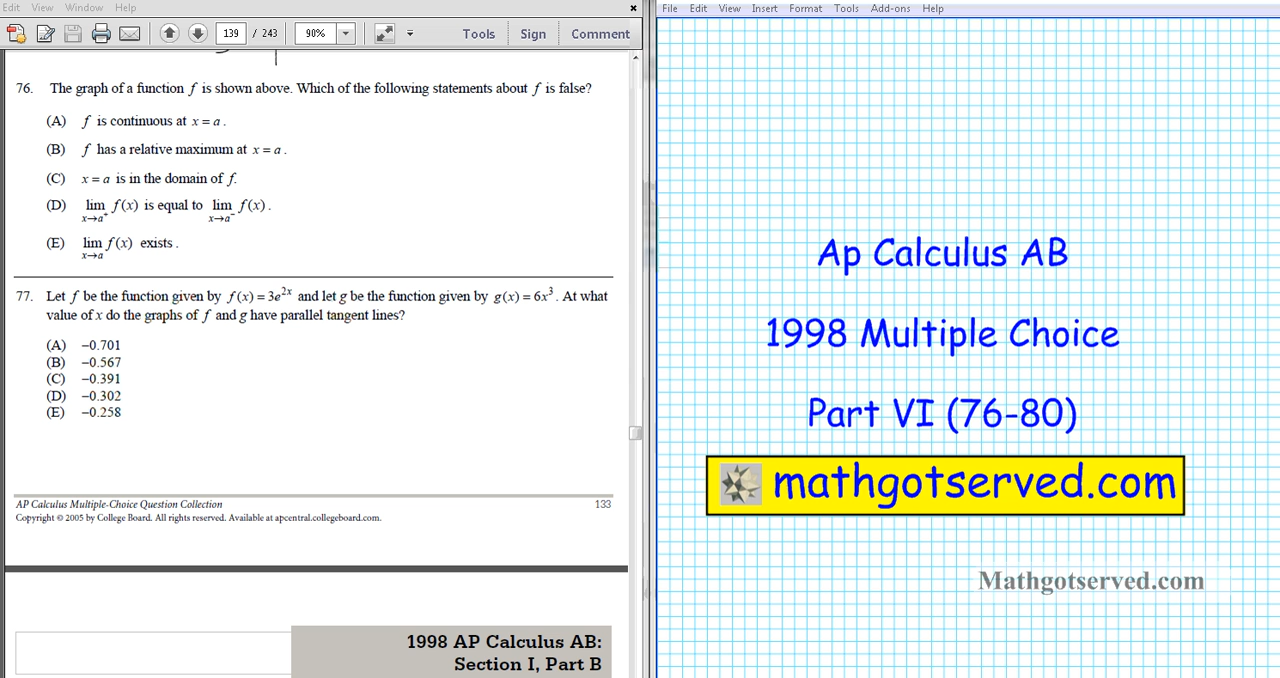 Edit View Window Help
139 / 243 90% Tools Sign Comment
76. The graph of a function f is shown above. Which of the following statements about f is false?
(A) f is continuous at x = a .
(B) f has a relative maximum at x = a .
(C) x = a is in the domain of f.
(D) lim x→a⁺ f(x) is equal to lim x→a⁻ f(x) .
(E) lim x→a f(x) exists .
77. Let f be the function given by f(x) = 3e²ˣ and let g be the function given by g(x) = 6x³ . At what
value of x do the graphs of f and g have parallel tangent lines?
(A) −0.701
(B) −0.567
(C) −0.391
(D) −0.302
(E) −0.258
AP Calculus Multiple-Choice Question Collection 133
Copyright © 2005 by College Board. All rights reserved. Available at apcentral.collegeboard.com.
1998 AP Calculus AB:
Section I, Part B
File Edit View Insert Format Tools Add-ons Help
Ap Calculus AB
1998 Multiple Choice
Part VI (76-80)
mathgotserved.com
Mathgotserved.com